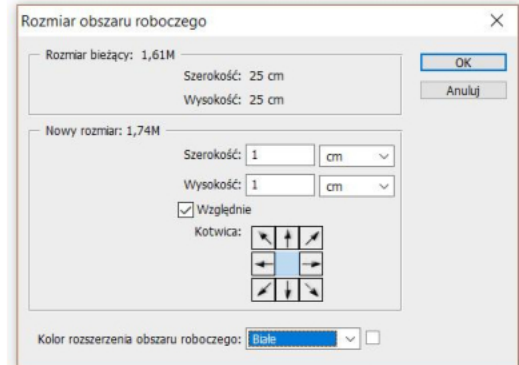 Rozmiar obszaru roboczego
Rozmiar bieżący: 1,61M
Szerokość: 25 cm
Wysokość: 25 cm
OK
Anuluj
Nowy rozmiar: 1,74M
Szerokość: 1 cm
Wysokość: 1 cm
Względnie
Kotwica:
Kolor rozszerzenia obszaru roboczego: Białe